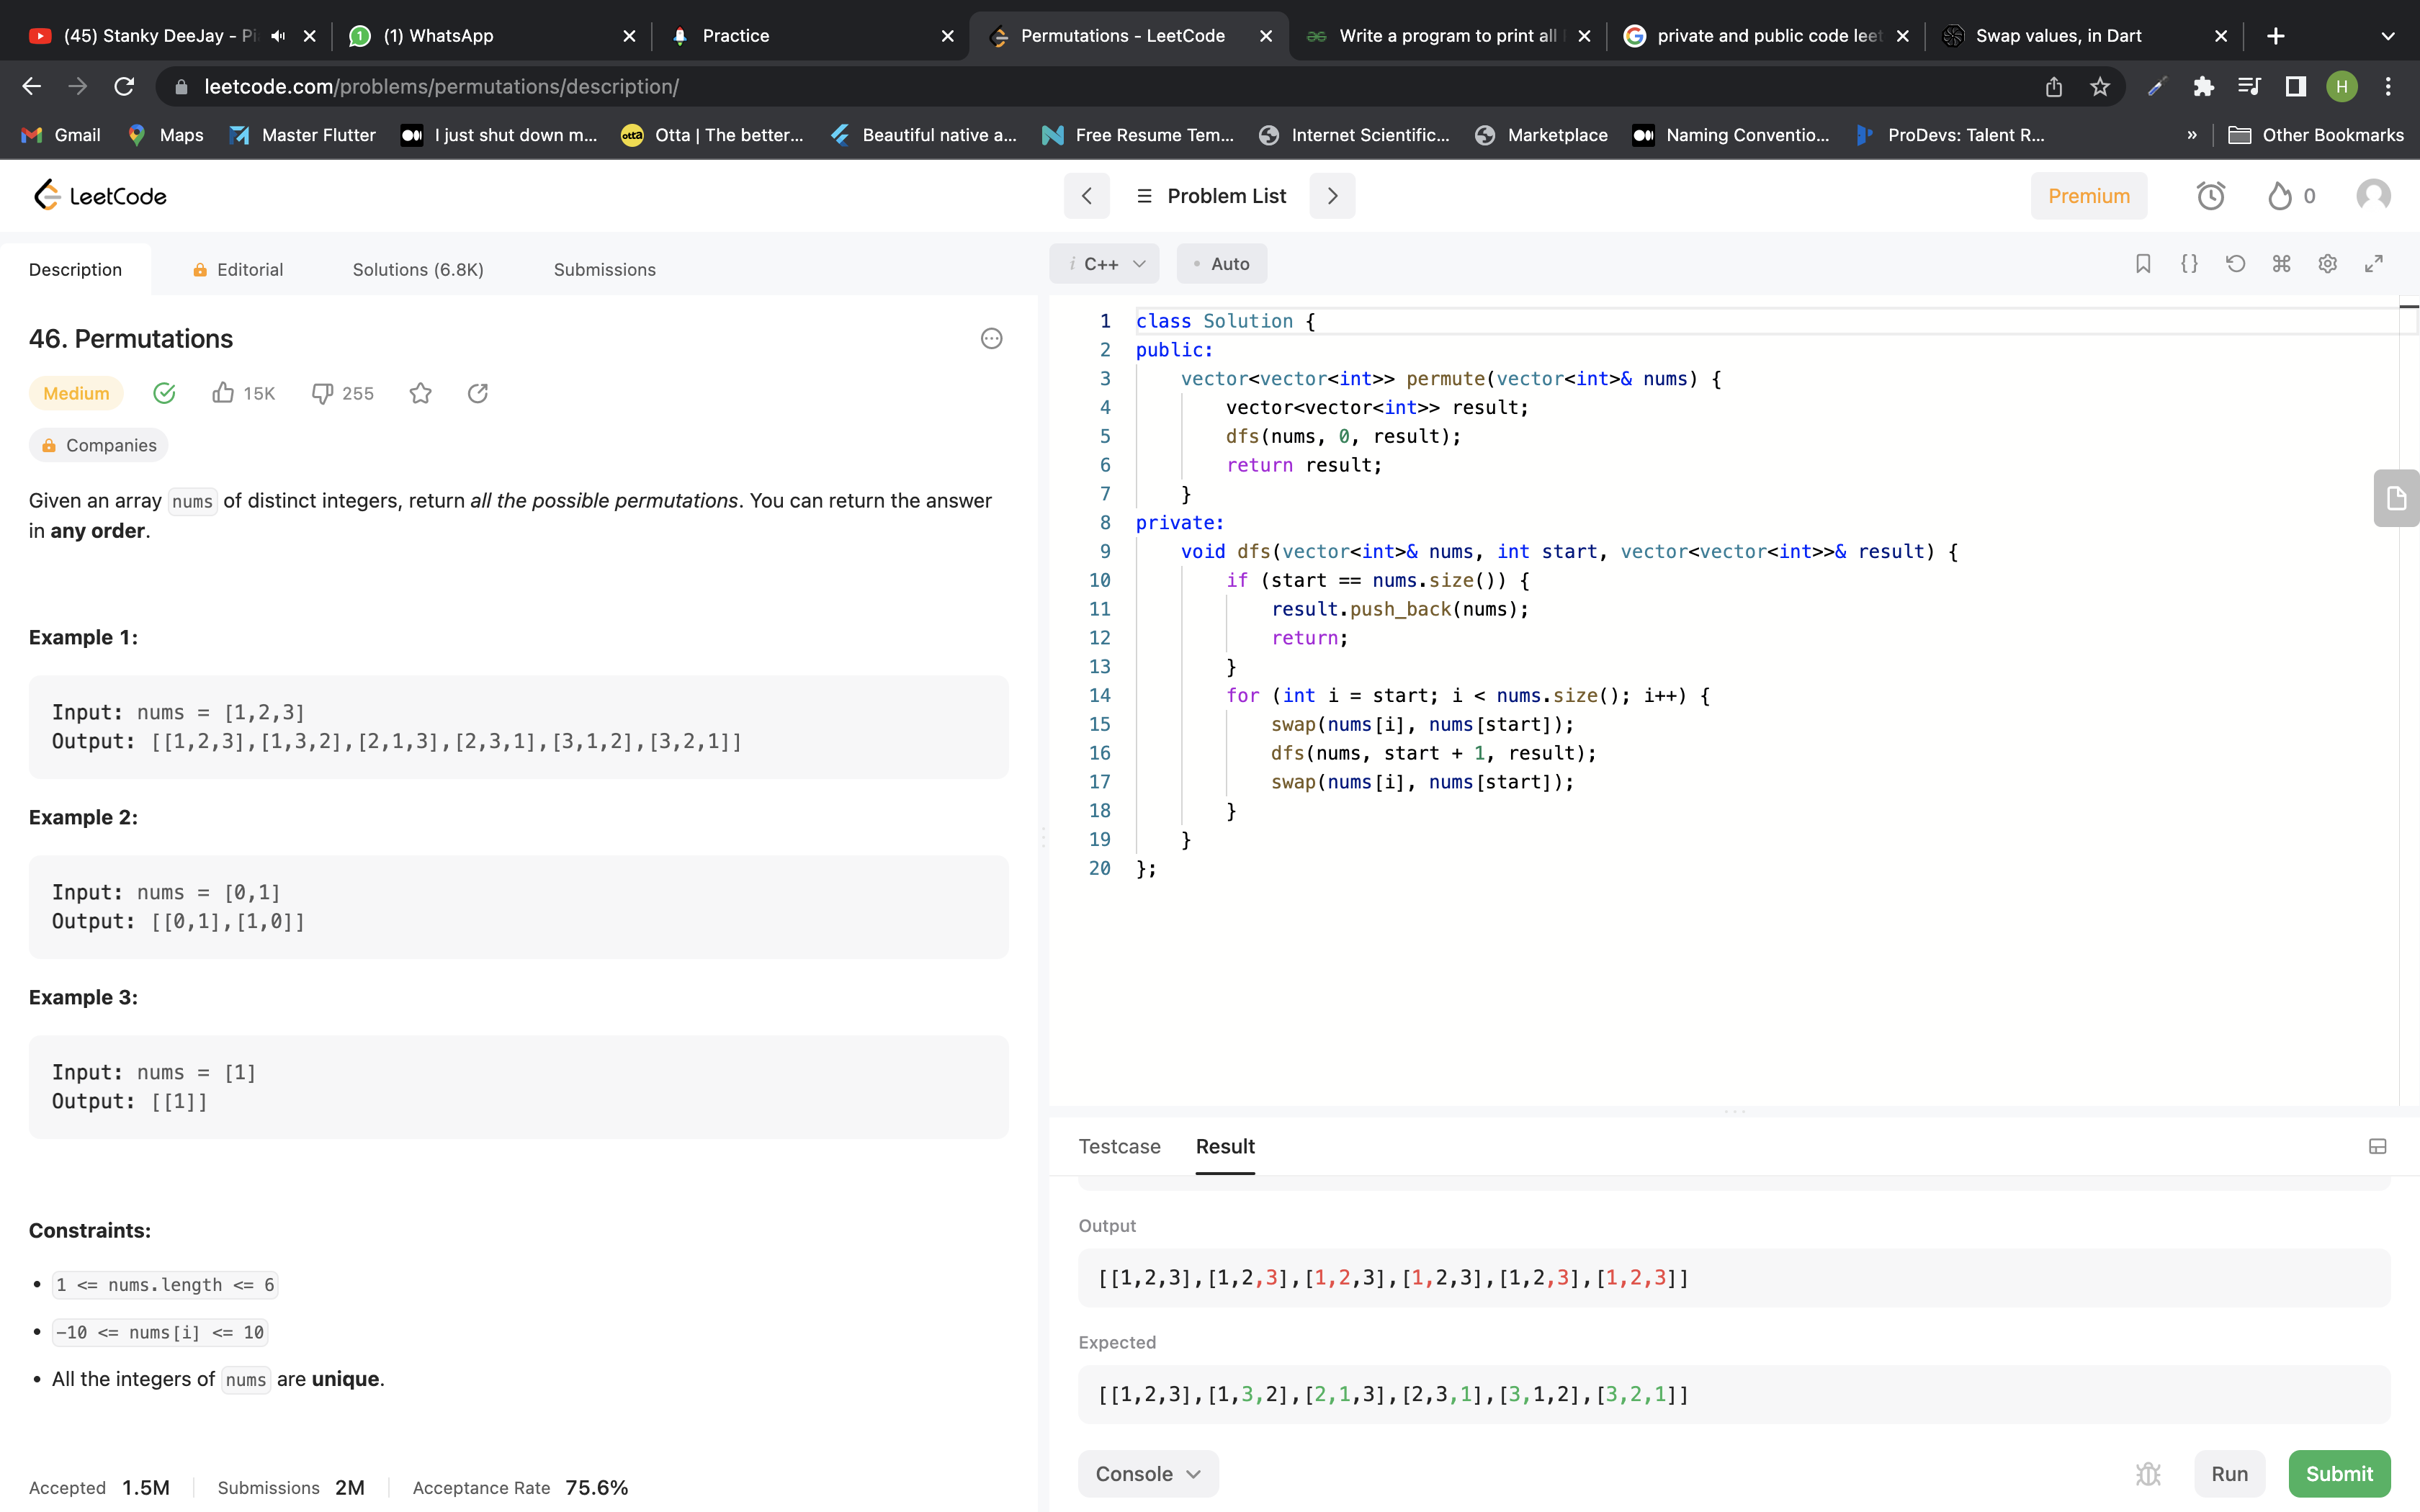 (45) Stanky DeeJay - Pi
(1) WhatsApp
Practice
Permutations - LeetCode
Write a program to print all
private and public code leet
Swap values, in Dart
leetcode.com/problems/permutations/description/
H
Gmail
Maps
Master Flutter
I just shut down m...
Otta | The better...
Beautiful native a...
Free Resume Tem...
Internet Scientific...
Marketplace
Naming Conventio...
ProDevs: Talent R...
»
Other Bookmarks
LeetCode
Problem List
Premium
0
Description
Editorial
Solutions (6.8K)
Submissions
i C++
• Auto
46. Permutations
Medium
15K
255
Companies
Given an array nums of distinct integers, return all the possible permutations. You can return the answer
in any order.
Example 1:
Input: nums = [1,2,3]
Output: [[1,2,3],[1,3,2],[2,1,3],[2,3,1],[3,1,2],[3,2,1]]
Example 2:
Input: nums = [0,1]
Output: [[0,1],[1,0]]
Example 3:
Input: nums = [1]
Output: [[1]]
Constraints:
• 1 <= nums.length <= 6
• -10 <= nums[i] <= 10
• All the integers of nums are unique.
Accepted 1.5M
Submissions 2M
Acceptance Rate 75.6%
1 class Solution {
2 public:
3     vector<vector<int>> permute(vector<int>& nums) {
4         vector<vector<int>> result;
5         dfs(nums, 0, result);
6         return result;
7     }
8 private:
9     void dfs(vector<int>& nums, int start, vector<vector<int>>& result) {
10         if (start == nums.size()) {
11             result.push_back(nums);
12             return;
13         }
14         for (int i = start; i < nums.size(); i++) {
15             swap(nums[i], nums[start]);
16             dfs(nums, start + 1, result);
17             swap(nums[i], nums[start]);
18         }
19     }
20 };
Testcase
Result
Output
[[1,2,3],[1,2,3],[1,2,3],[1,2,3],[1,2,3],[1,2,3]]
Expected
[[1,2,3],[1,3,2],[2,1,3],[2,3,1],[3,1,2],[3,2,1]]
Console
Run
Submit